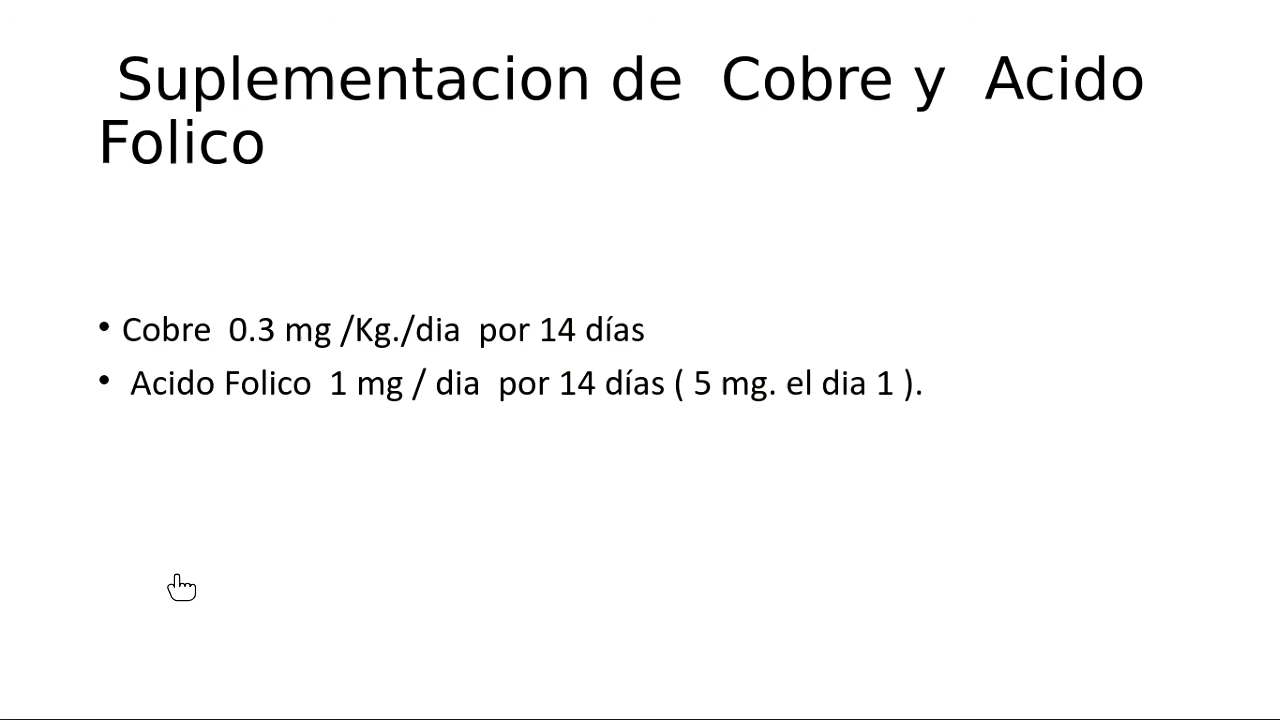 Suplementacion de Cobre y Acido
Folico
• Cobre 0.3 mg /Kg./dia por 14 días
• Acido Folico 1 mg / dia por 14 días ( 5 mg. el dia 1 ).